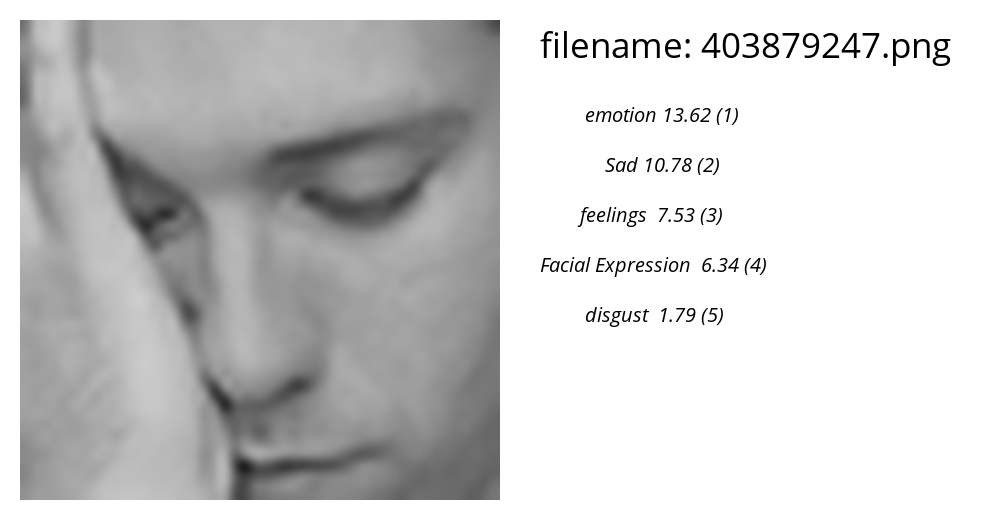 filename: 403879247.png
emotion 13.62 (1)
Sad 10.78 (2)
feelings 7.53 (3)
Facial Expression 6.34 (4)
disgust 1.79 (5)